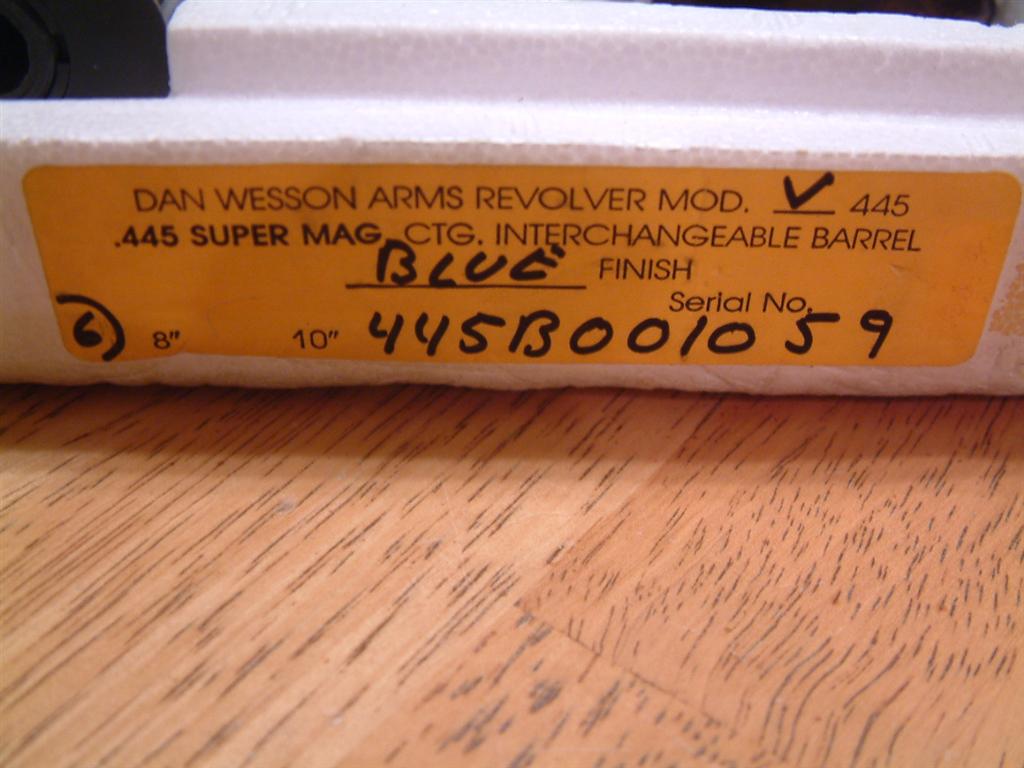 DAN WESSON ARMS REVOLVER MOD. V 445
.445 SUPER MAG CTG. INTERCHANGEABLE BARREL
BLUE FINISH
Serial No.
6 8" 10" 445B001059